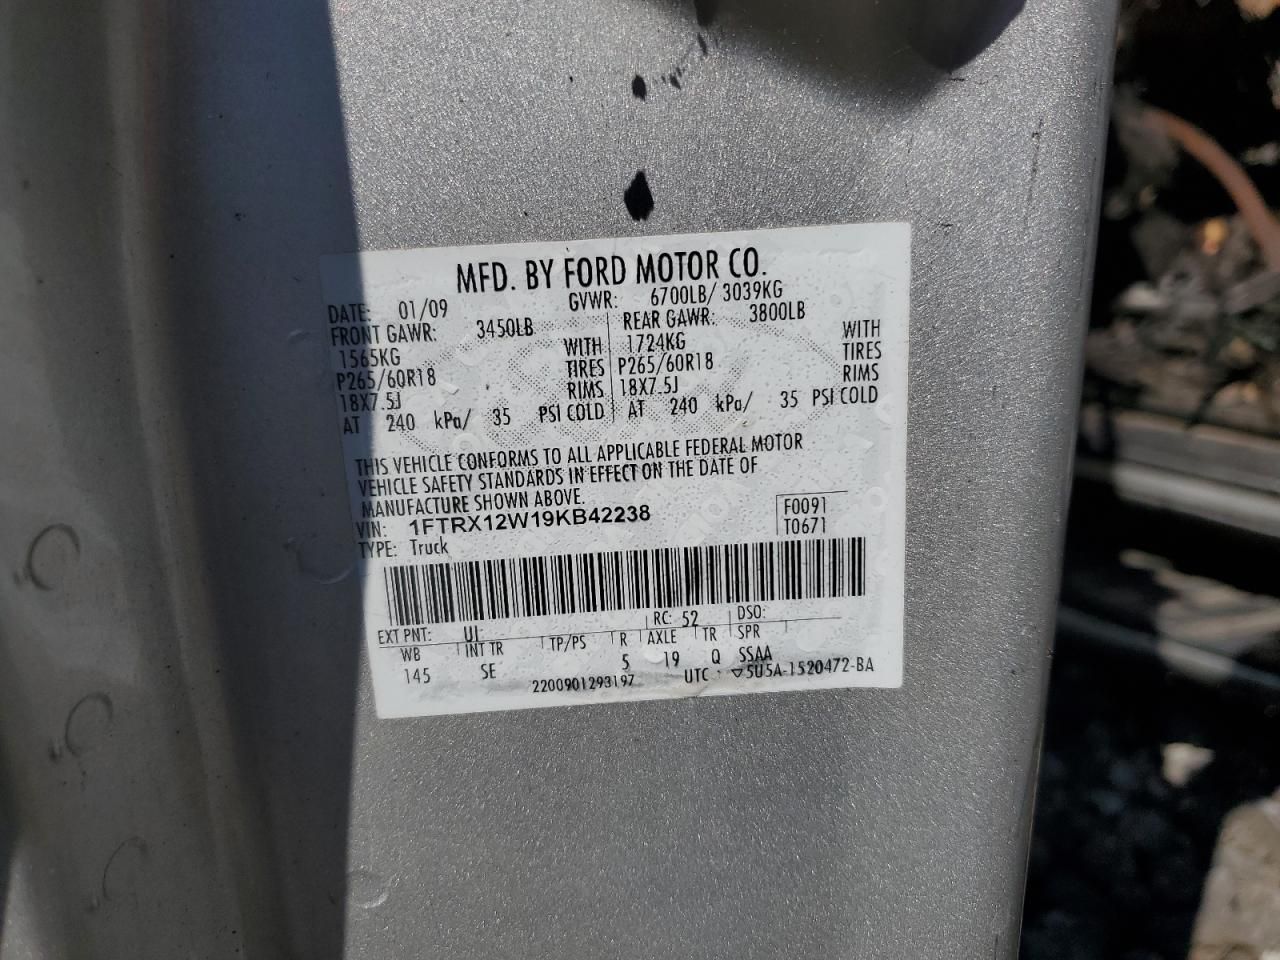 MFD. BY FORD MOTOR CO.
DATE: 01/09 GVWR: 6700LB/ 3039KG
FRONT GAWR: 3450LB REAR GAWR: 3800LB
1565KG WITH 1724KG WITH
P265/60R18 TIRES P265/60R18 TIRES
18X7.5J RIMS 18X7.5J RIMS
AT 240 kPa/ 35 PSI COLD AT 240 kPa/ 35 PSI COLD
THIS VEHICLE CONFORMS TO ALL APPLICABLE FEDERAL MOTOR
VEHICLE SAFETY STANDARDS IN EFFECT ON THE DATE OF
MANUFACTURE SHOWN ABOVE.
VIN: 1FTRX12W19KB42238 F0091
TYPE: Truck T0671
EXT PNT: UI RC: 52 DSO:
WB INT TR TP/PS R AXLE TR SPR
145 SE 5 19 Q SSAA
2200901293197 UTC 5U5A-1520472-BA